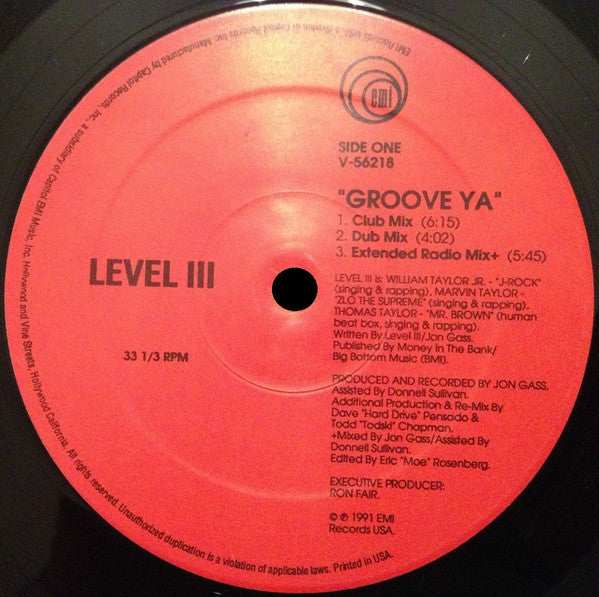 emi
SIDE ONE
V-56218
"GROOVE YA"
1. Club Mix (6:15)
2. Dub Mix (4:02)
3. Extended Radio Mix+ (5:45)
LEVEL III
33 1/3 RPM
LEVEL III is: WILLIAM TAYLOR JR. - "J-ROCK"
(singing & rapping), MARVIN TAYLOR -
"ZLO THE SUPREME" (singing & rapping),
THOMAS TAYLOR - "MR. BROWN" (human
beat box, singing & rapping).
Written By Level III/Jon Gass.
Published By Money In The Bank/
Big Bottom Music (BMI).
PRODUCED AND RECORDED BY JON GASS.
Assisted By Donnell Sullivan.
Additional Production & Re-Mix By
Dave "Hard Drive" Pensado &
Todd "Todski" Chapman.
+Mixed By Jon Gass/Assisted By
Donnell Sullivan.
Edited By Eric "Moe" Rosenberg.
EXECUTIVE PRODUCER:
RON FAIR.
© ℗ 1991 EMI
Records USA.
EMI Records USA, a division of Capitol Records Inc. Manufactured by Capitol Records, Inc., a subsidiary of Capitol EMI Music, Inc. Hollywood and Vine Streets, Hollywood California. All rights reserved. Unauthorized duplication is a violation of applicable laws. Printed in USA.